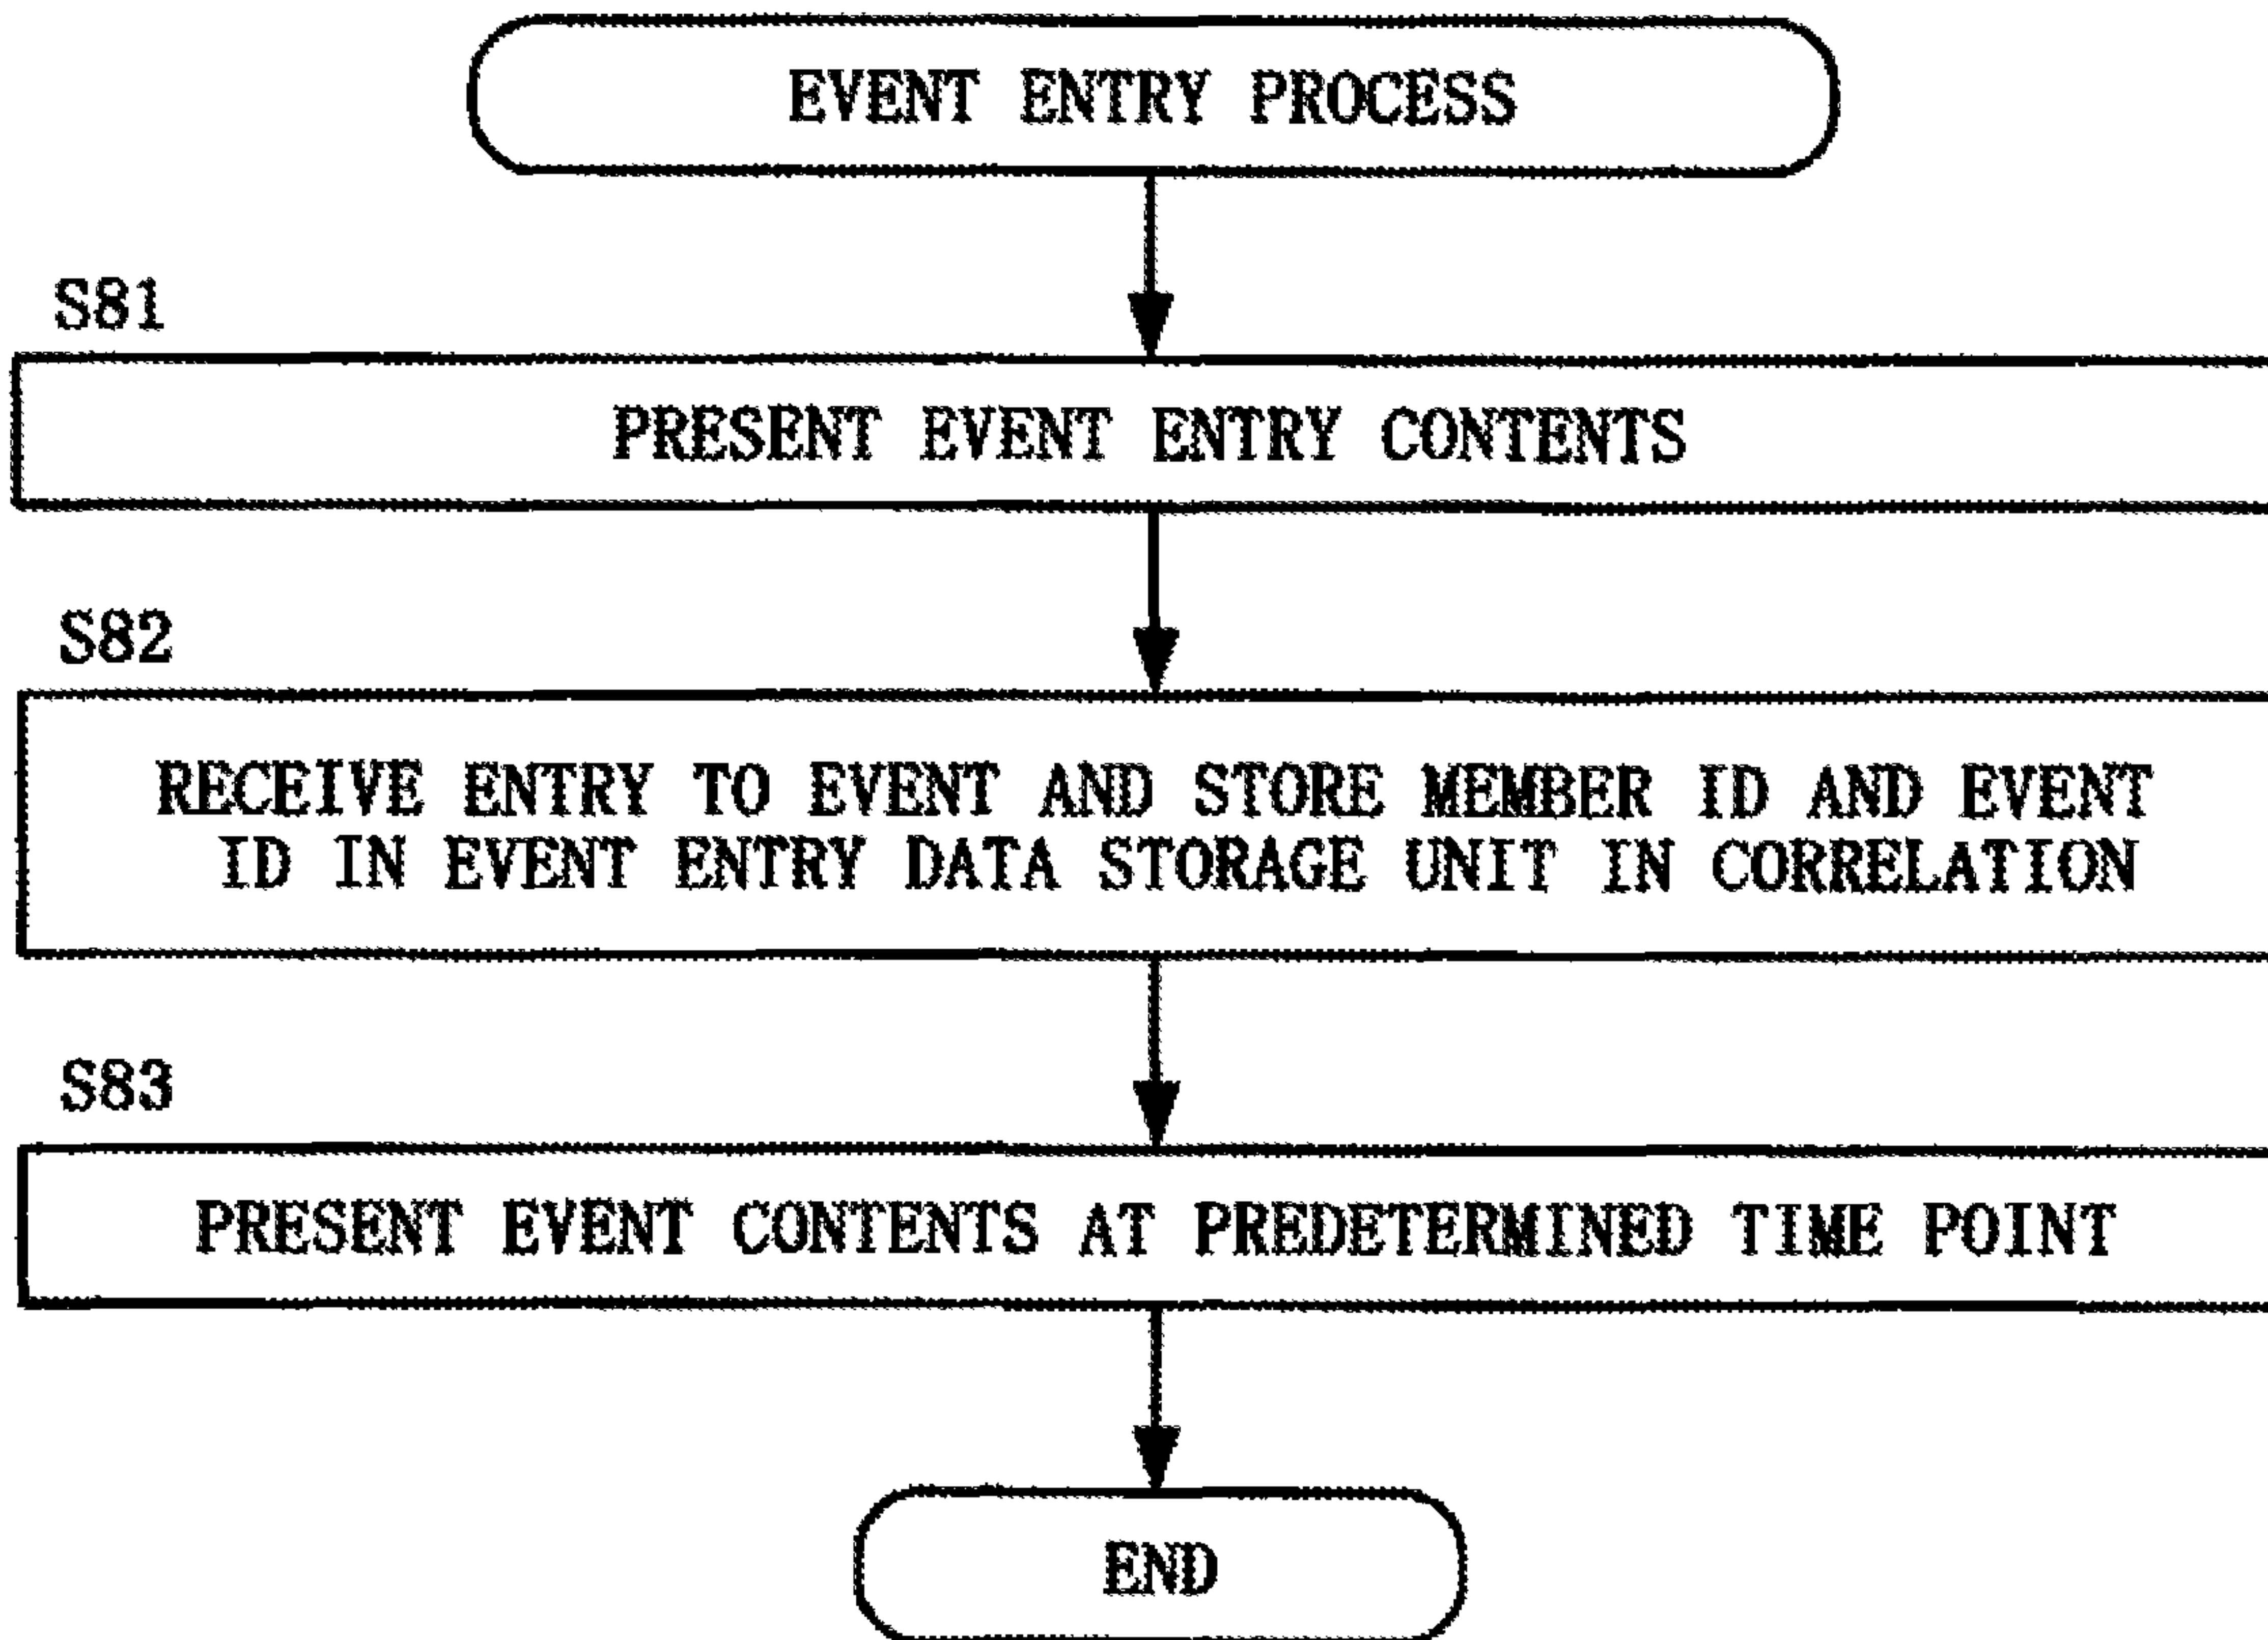 EVENT ENTRY PROCESS
S81
PRESENT EVENT ENTRY CONTENTS
S82
RECEIVE ENTRY TO EVENT AND STORE MEMBER ID AND EVENT
ID IN EVENT ENTRY DATA STORAGE UNIT IN CORRELATION
S83
PRESENT EVENT CONTENTS AT PREDETERMINED TIME POINT
END